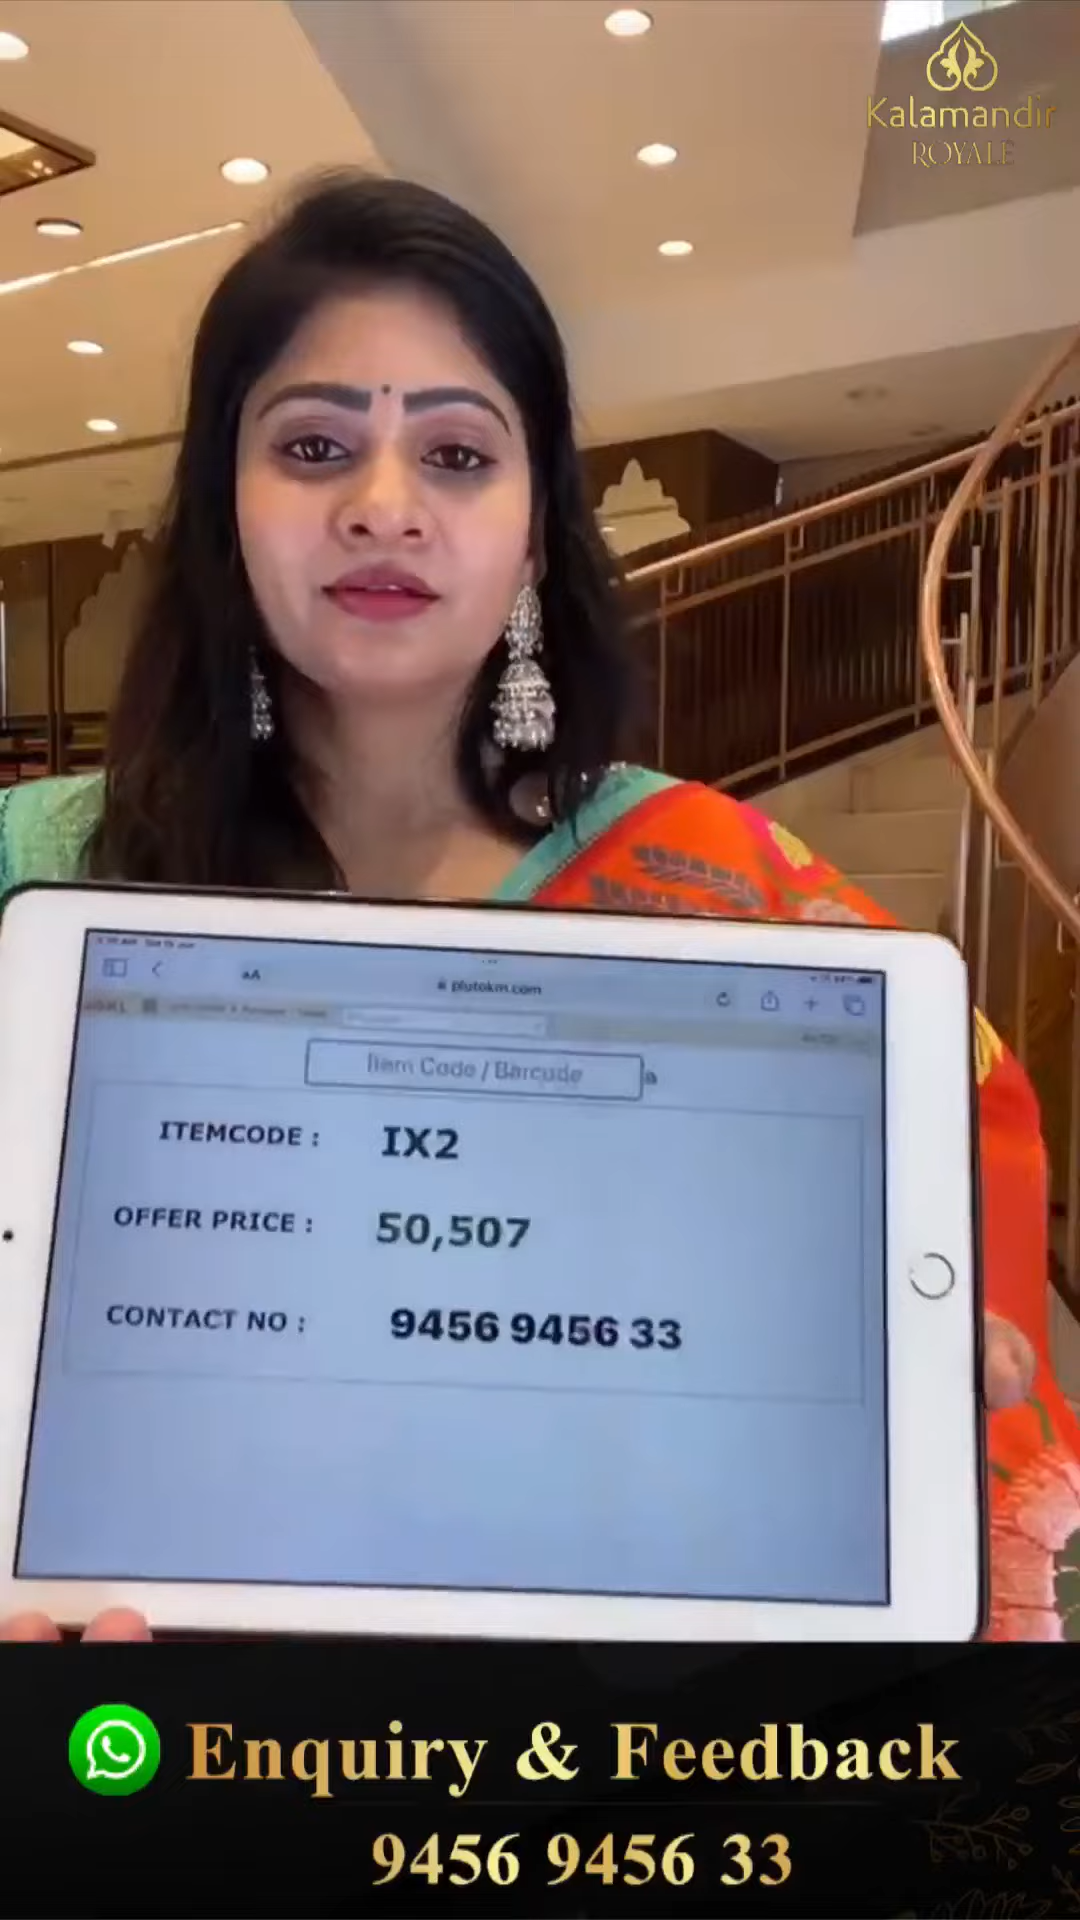 Kalamandir
ROYALE
AA
plutokm.com
Item Code / Barcode
ITEMCODE : IX2
OFFER PRICE : 50,507
CONTACT NO : 9456 9456 33
Enquiry & Feedback
9456 9456 33